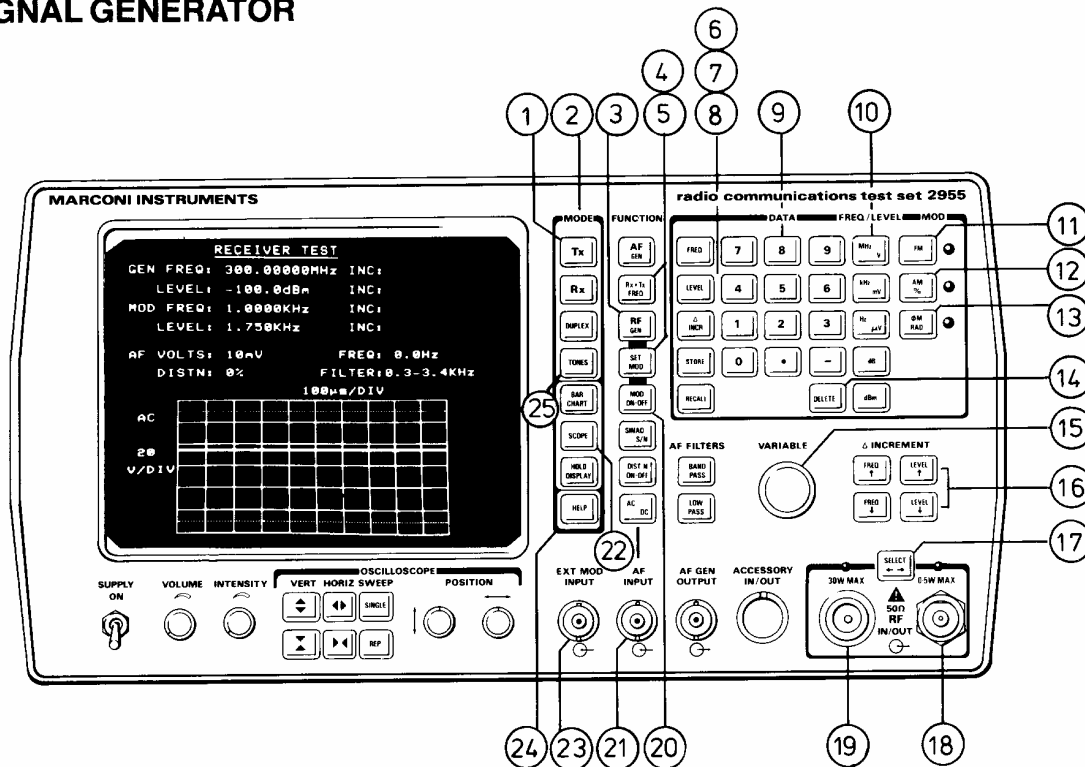 GNAL GENERATOR
6
4 7
1 2 3 5 8 9 10
MARCONI INSTRUMENTS
radio communications test set 2955
MODE FUNCTION DATA FREQ/LEVEL MOD
RECEIVER TEST
GEN FREQ: 300.00000MHz INC:
LEVEL: -100.0dBm INC:
MOD FREQ: 1.0000KHz INC:
LEVEL: 1.750KHz INC:
AF VOLTS: 10mV FREQ: 0.0Hz
DISTN: 0% FILTER:0.3-3.4KHz
100µs/DIV
AC
20
V/DIV
Tx
Rx
DUPLEX
TONES
BAR CHART
SCOPE
HOLD DISPLAY
HELP
25
AF GEN
Rx·Tx FREQ
RF GEN
SET MOD
MOD ON-OFF
SINAD S/N
DIST N ON-OFF
AC DC
22
FREQ 7 8 9 MHz V FM
LEVEL 4 5 6 kHz mV AM %
Δ INCR 1 2 3 Hz µV ΦM RAD
STORE 0 • − dB
RECALL DELETE dBm
11
12
13
14
15
16
17
AF FILTERS
BAND PASS
LOW PASS
VARIABLE
Δ INCREMENT
FREQ ↑ LEVEL ↑
FREQ ↓ LEVEL ↓
SUPPLY ON
VOLUME
INTENSITY
OSCILLOSCOPE
VERT HORIZ SWEEP POSITION
SINGLE
REP
EXT MOD INPUT
AF INPUT
AF GEN OUTPUT
ACCESSORY IN/OUT
SELECT ←→
30W MAX
0·5W MAX
50Ω
RF
IN/OUT
24 23 21 20 19 18